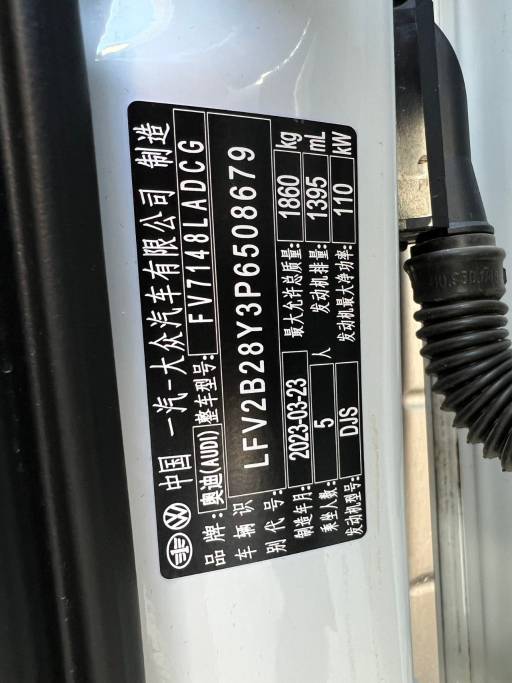 中国 一汽-大众汽车有限公司 制造
品牌:奥迪(AUDI) 整车型号: FV7148LADCG
车辆识别代号: LFV2B28Y3P6508679
制造年月: 2023-03-23 最大允许总质量: 1860 kg
乘坐人数: 5 人 发动机排量: 1395 mL
发动机型号: DJS 发动机最大净功率: 110 kW